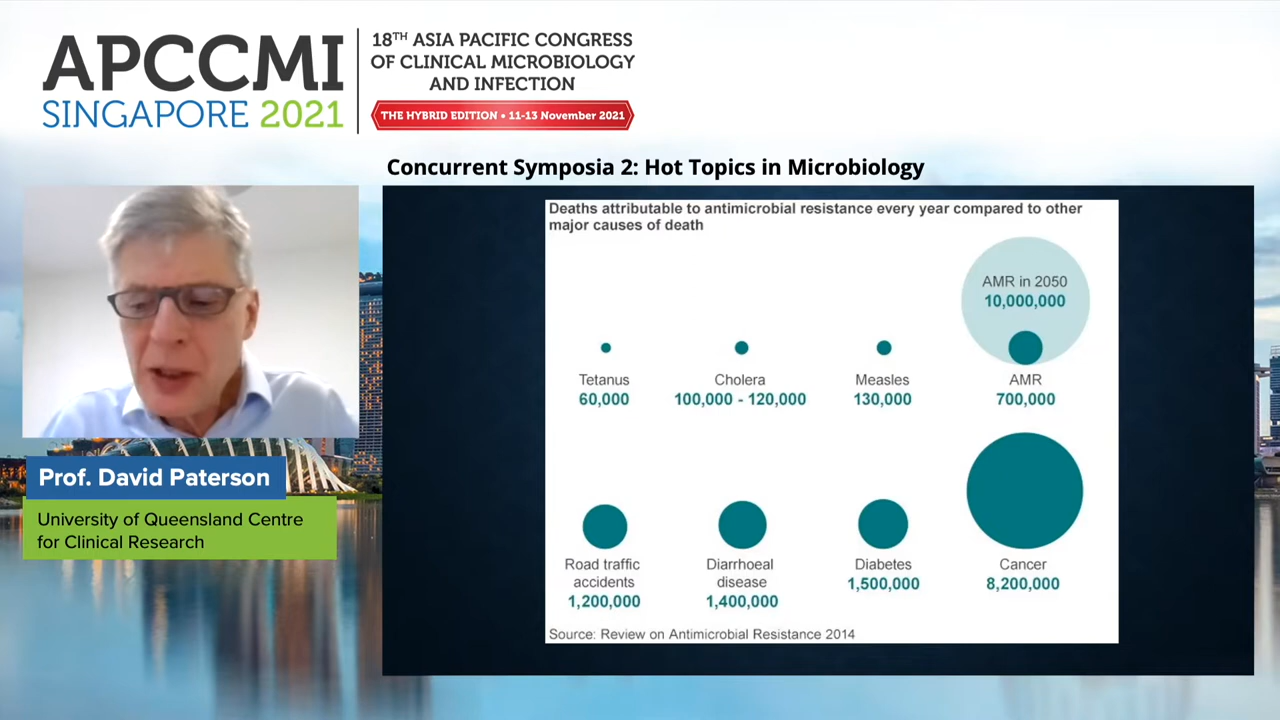 APCCMI
SINGAPORE 2021
18TH ASIA PACIFIC CONGRESS
OF CLINICAL MICROBIOLOGY
AND INFECTION
THE HYBRID EDITION • 11-13 November 2021
Concurrent Symposia 2: Hot Topics in Microbiology
Prof. David Paterson
University of Queensland Centre
for Clinical Research
Deaths attributable to antimicrobial resistance every year compared to other
major causes of death
AMR in 2050
10,000,000
Tetanus
60,000
Cholera
100,000 - 120,000
Measles
130,000
AMR
700,000
Road traffic
accidents
1,200,000
Diarrhoeal
disease
1,400,000
Diabetes
1,500,000
Cancer
8,200,000
Source: Review on Antimicrobial Resistance 2014